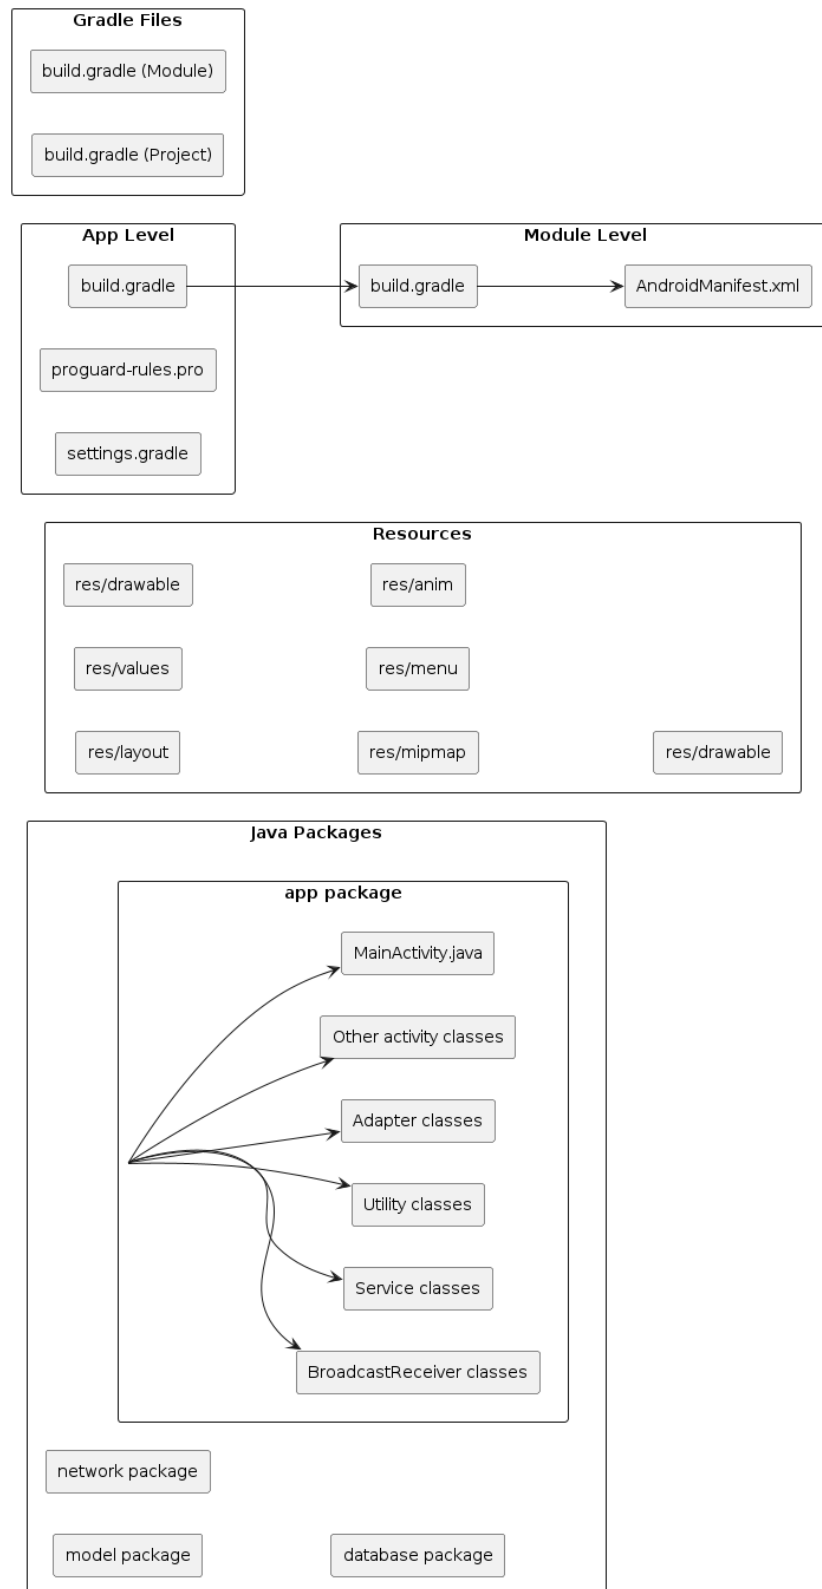 Gradle Files
build.gradle (Module)
build.gradle (Project)
App Level
Module Level
build.gradle
build.gradle
AndroidManifest.xml
proguard-rules.pro
settings.gradle
Resources
res/drawable
res/anim
res/values
res/menu
res/layout
res/mipmap
res/drawable
Java Packages
app package
MainActivity.java
Other activity classes
Adapter classes
Utility classes
Service classes
BroadcastReceiver classes
network package
model package
database package